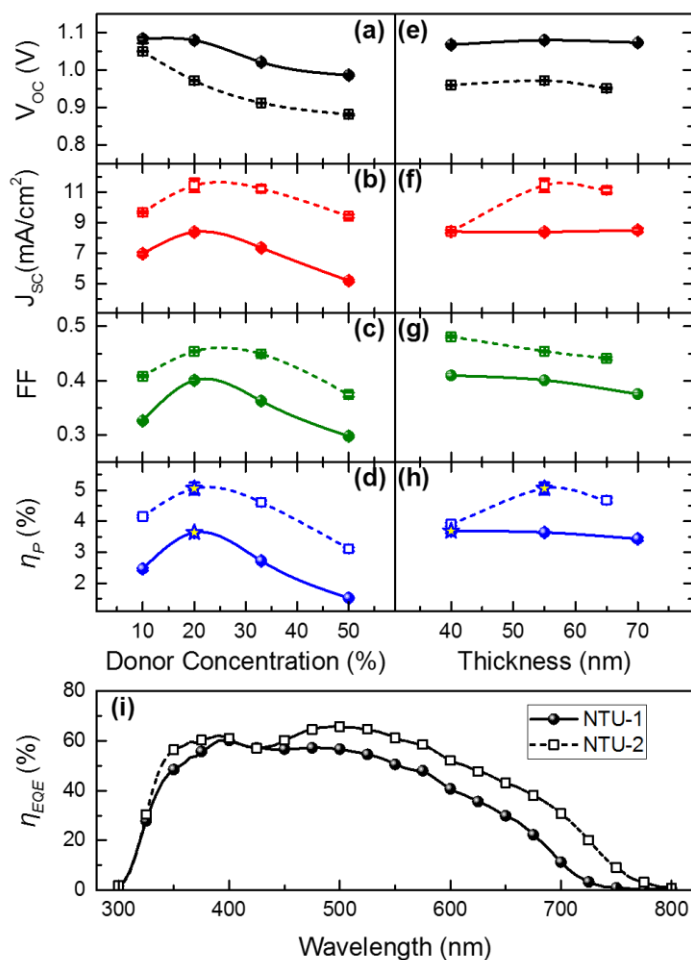 (a)
(e)
1.1
1.0
0.9
0.8
V_OC (V)
(b)
(f)
11
9
7
5
J_SC(mA/cm²)
(c)
(g)
0.5
0.4
0.3
FF
(d)
(h)
5
4
3
2
η_P (%)
10 20 30 40 50
40 50 60 70
Donor Concentration (%)
Thickness (nm)
(i)
80
60
40
20
0
η_EQE (%)
NTU-1
NTU-2
300 400 500 600 700 800
Wavelength (nm)